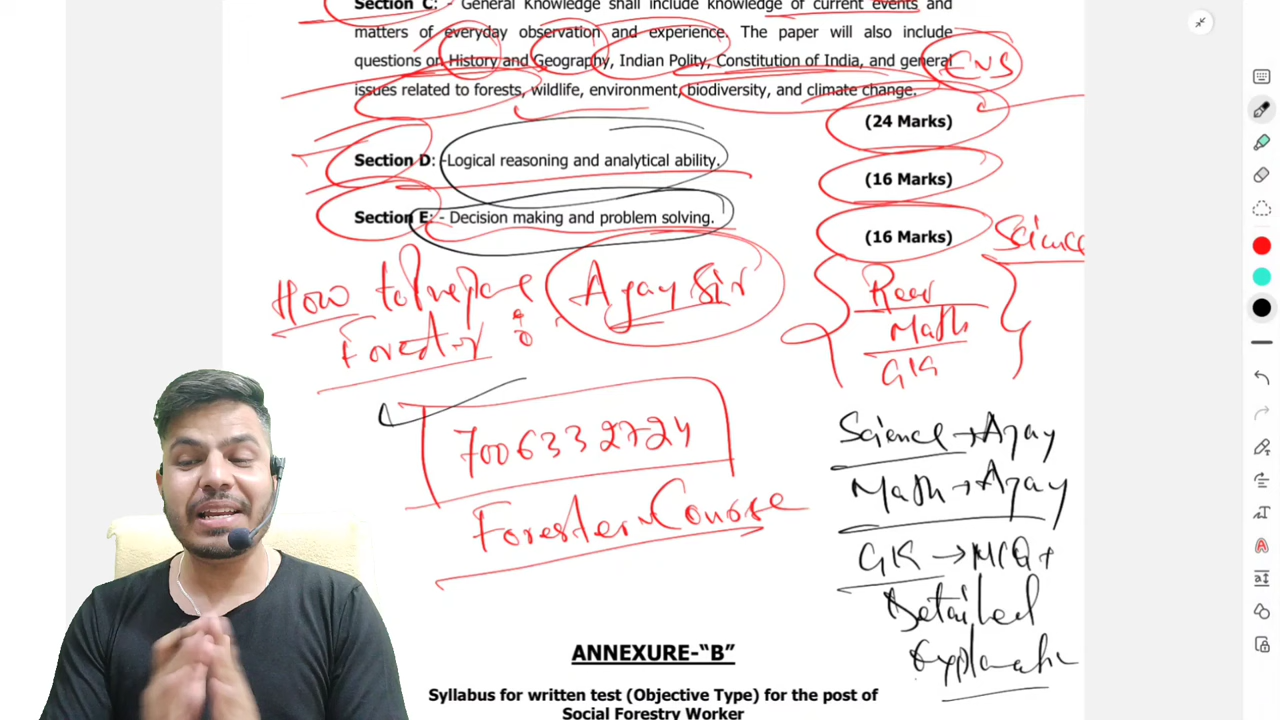 Section C: - General Knowledge shall include knowledge of current events and
matters of everyday observation and experience. The paper will also include
questions on History and Geography, Indian Polity, Constitution of India, and general
issues related to forests, wildlife, environment, biodiversity, and climate change.
EVS
(24 Marks)
Section D: -Logical reasoning and analytical ability.
(16 Marks)
Section E: - Decision making and problem solving.
(16 Marks)
Science
How to Prepare
Forester :
Ajay Sir
Math
GK
7006332724
Forester Course
Science → Ajay
Math → Ajay
GK → MCQ +
Detailed
Explanation
ANNEXURE-“B”
Syllabus for written test (Objective Type) for the post of
Social Forestry Worker